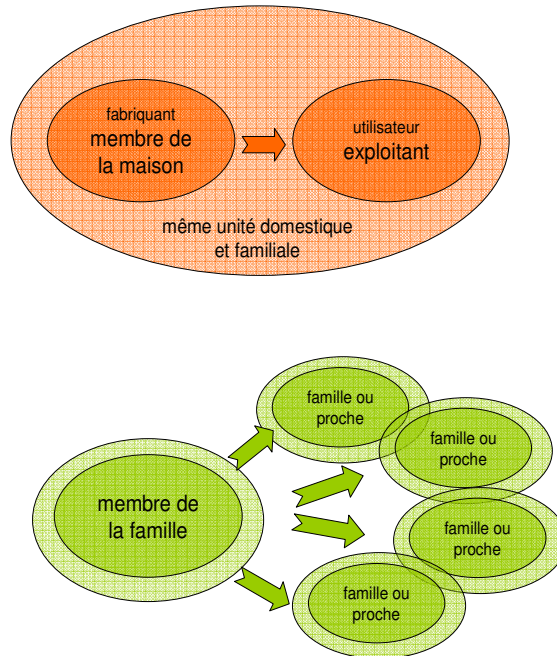 fabriquant
membre de
la maison
utilisateur
exploitant
même unité domestique
et familiale
famille ou
proche
famille ou
proche
membre de
la famille
famille ou
proche
famille ou
proche